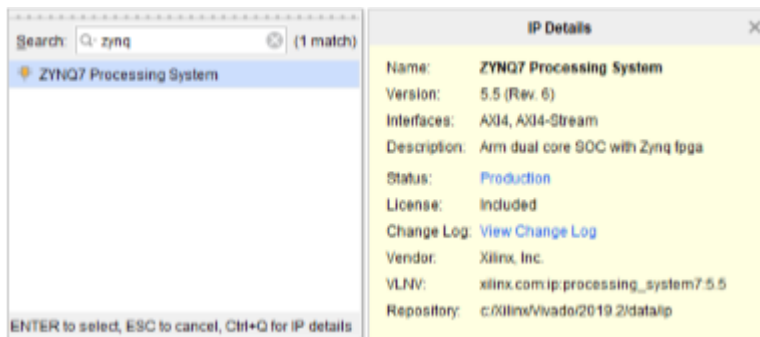 Search: zynq (1 match)
ZYNQ7 Processing System
ENTER to select, ESC to cancel, Ctrl+Q for IP details
IP Details
Name: ZYNQ7 Processing System
Version: 5.5 (Rev. 6)
Interfaces: AXI4, AXI4-Stream
Description: Arm dual core SOC with Zynq fpga
Status: Production
License: Included
Change Log: View Change Log
Vendor: Xilinx, Inc.
VLNV: xilinx.com:ip:processing_system7:5.5
Repository: c:/Xilinx/Vivado/2019.2/data/ip